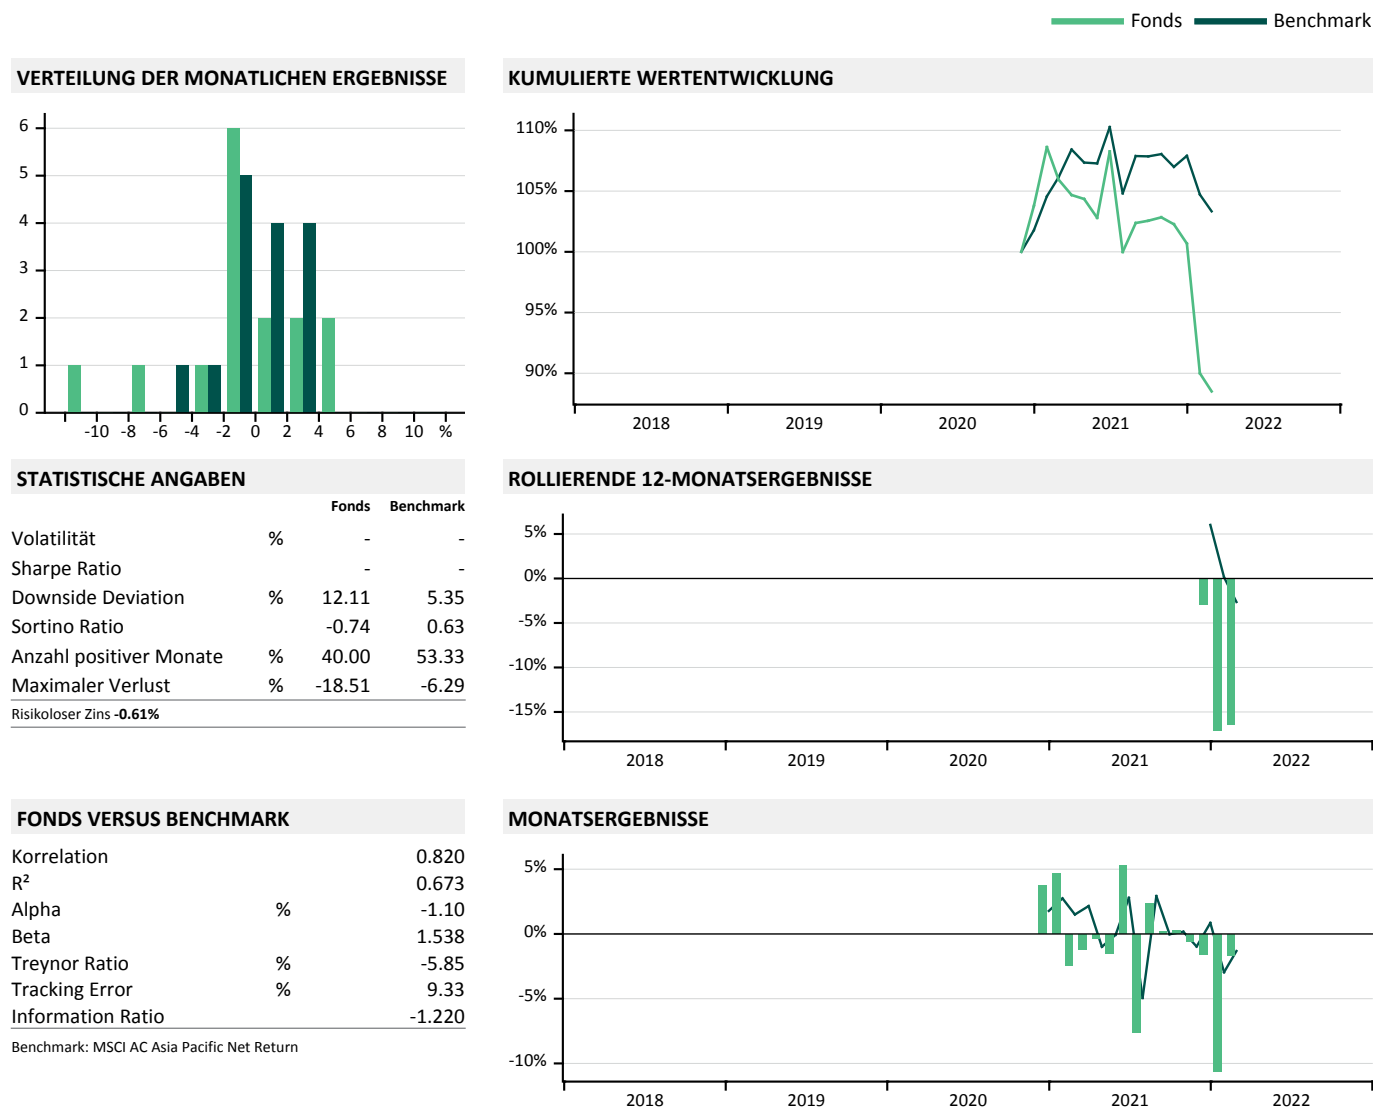 Fonds Benchmark
VERTEILUNG DER MONATLICHEN ERGEBNISSE
6
5
4
3
2
1
0
-10 -8 -6 -4 -2 0 2 4 6 8 10 %
KUMULIERTE WERTENTWICKLUNG
110%
105%
100%
95%
90%
2018 2019 2020 2021 2022
STATISTISCHE ANGABEN
Fonds Benchmark
Volatilität % - -
Sharpe Ratio - -
Downside Deviation % 12.11 5.35
Sortino Ratio -0.74 0.63
Anzahl positiver Monate % 40.00 53.33
Maximaler Verlust % -18.51 -6.29
Risikoloser Zins -0.61%
ROLLIERENDE 12-MONATSERGEBNISSE
5%
0%
-5%
-10%
-15%
2018 2019 2020 2021 2022
FONDS VERSUS BENCHMARK
Korrelation 0.820
R² 0.673
Alpha % -1.10
Beta 1.538
Treynor Ratio % -5.85
Tracking Error % 9.33
Information Ratio -1.220
Benchmark: MSCI AC Asia Pacific Net Return
MONATSERGEBNISSE
5%
0%
-5%
-10%
2018 2019 2020 2021 2022